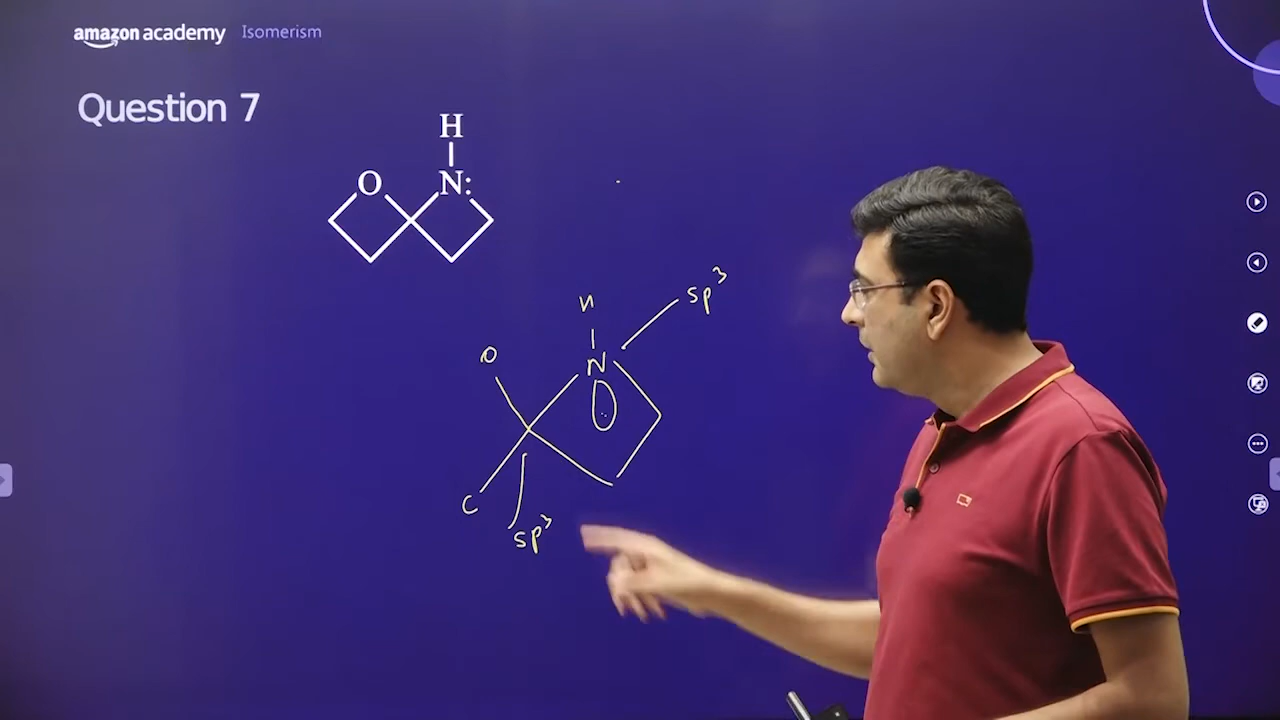 amazon academy Isomerism
Question 7
H
O N:
sp3
H
O
N
C
sp3